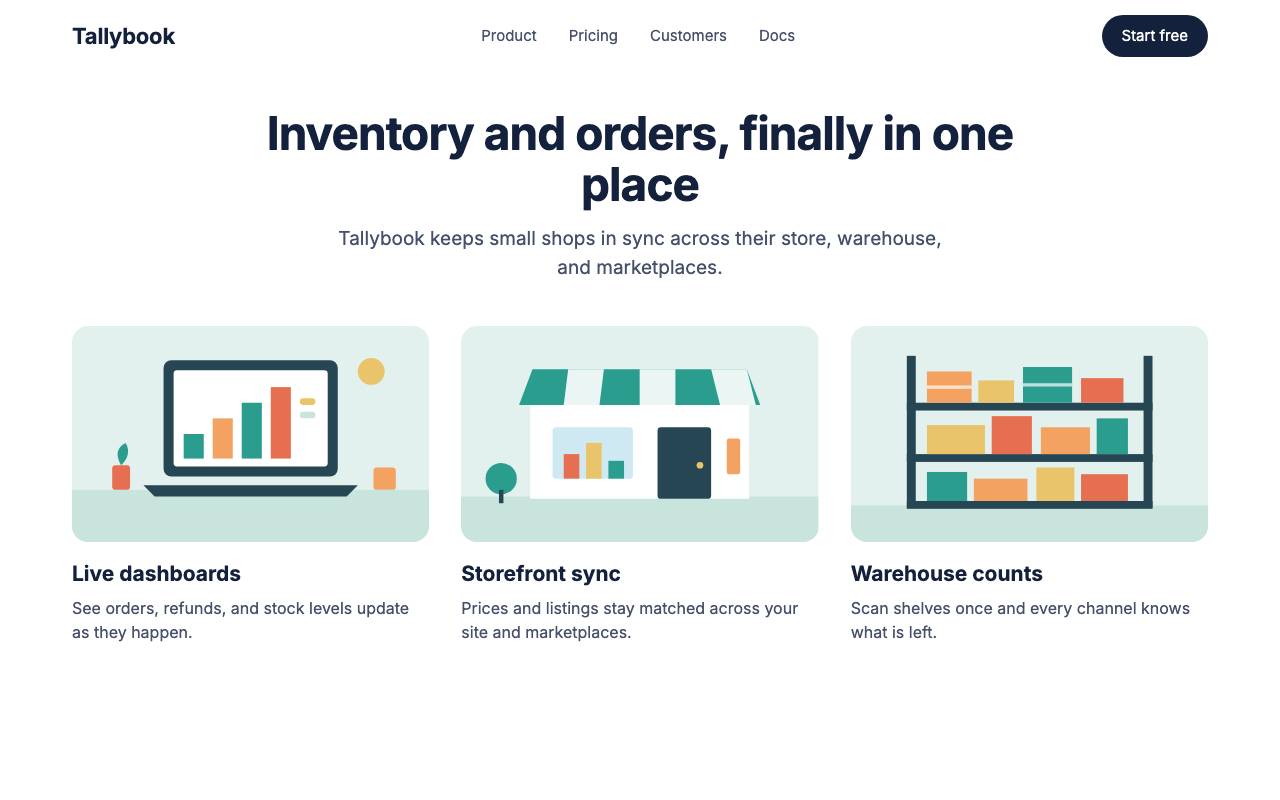 Tallybook
Product
Pricing
Customers
Docs
Start free
Inventory and orders, finally in one
place
Tallybook keeps small shops in sync across their store, warehouse,
and marketplaces.
Live dashboards
See orders, refunds, and stock levels update
as they happen.
Storefront sync
Prices and listings stay matched across your
site and marketplaces.
Warehouse counts
Scan shelves once and every channel knows
what is left.